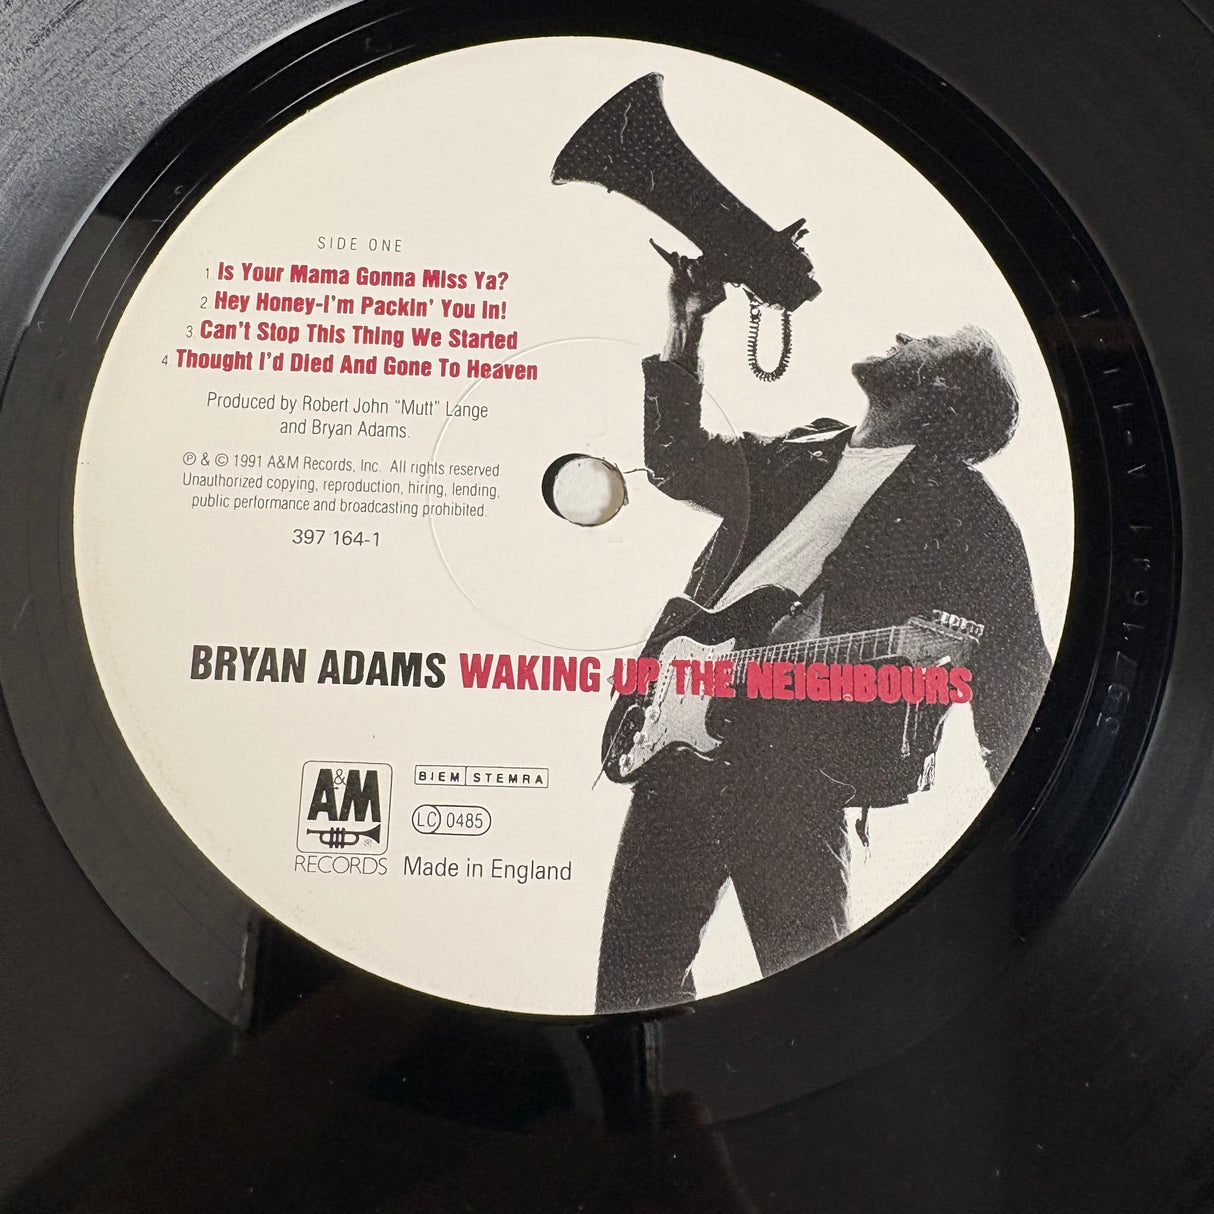 SIDE ONE
1 Is Your Mama Gonna Miss Ya?
2 Hey Honey-I'm Packin' You In!
3 Can't Stop This Thing We Started
4 Thought I'd Died And Gone To Heaven
Produced by Robert John “Mutt” Lange
and Bryan Adams.
℗ & © 1991 A&M Records, Inc. All rights reserved.
Unauthorized copying, reproduction, hiring, lending,
public performance and broadcasting prohibited.
397 164-1
BRYAN ADAMS WAKING UP THE NEIGHBOURS
A&M
RECORDS
BIEM STEMRA
LC 0485
Made in England